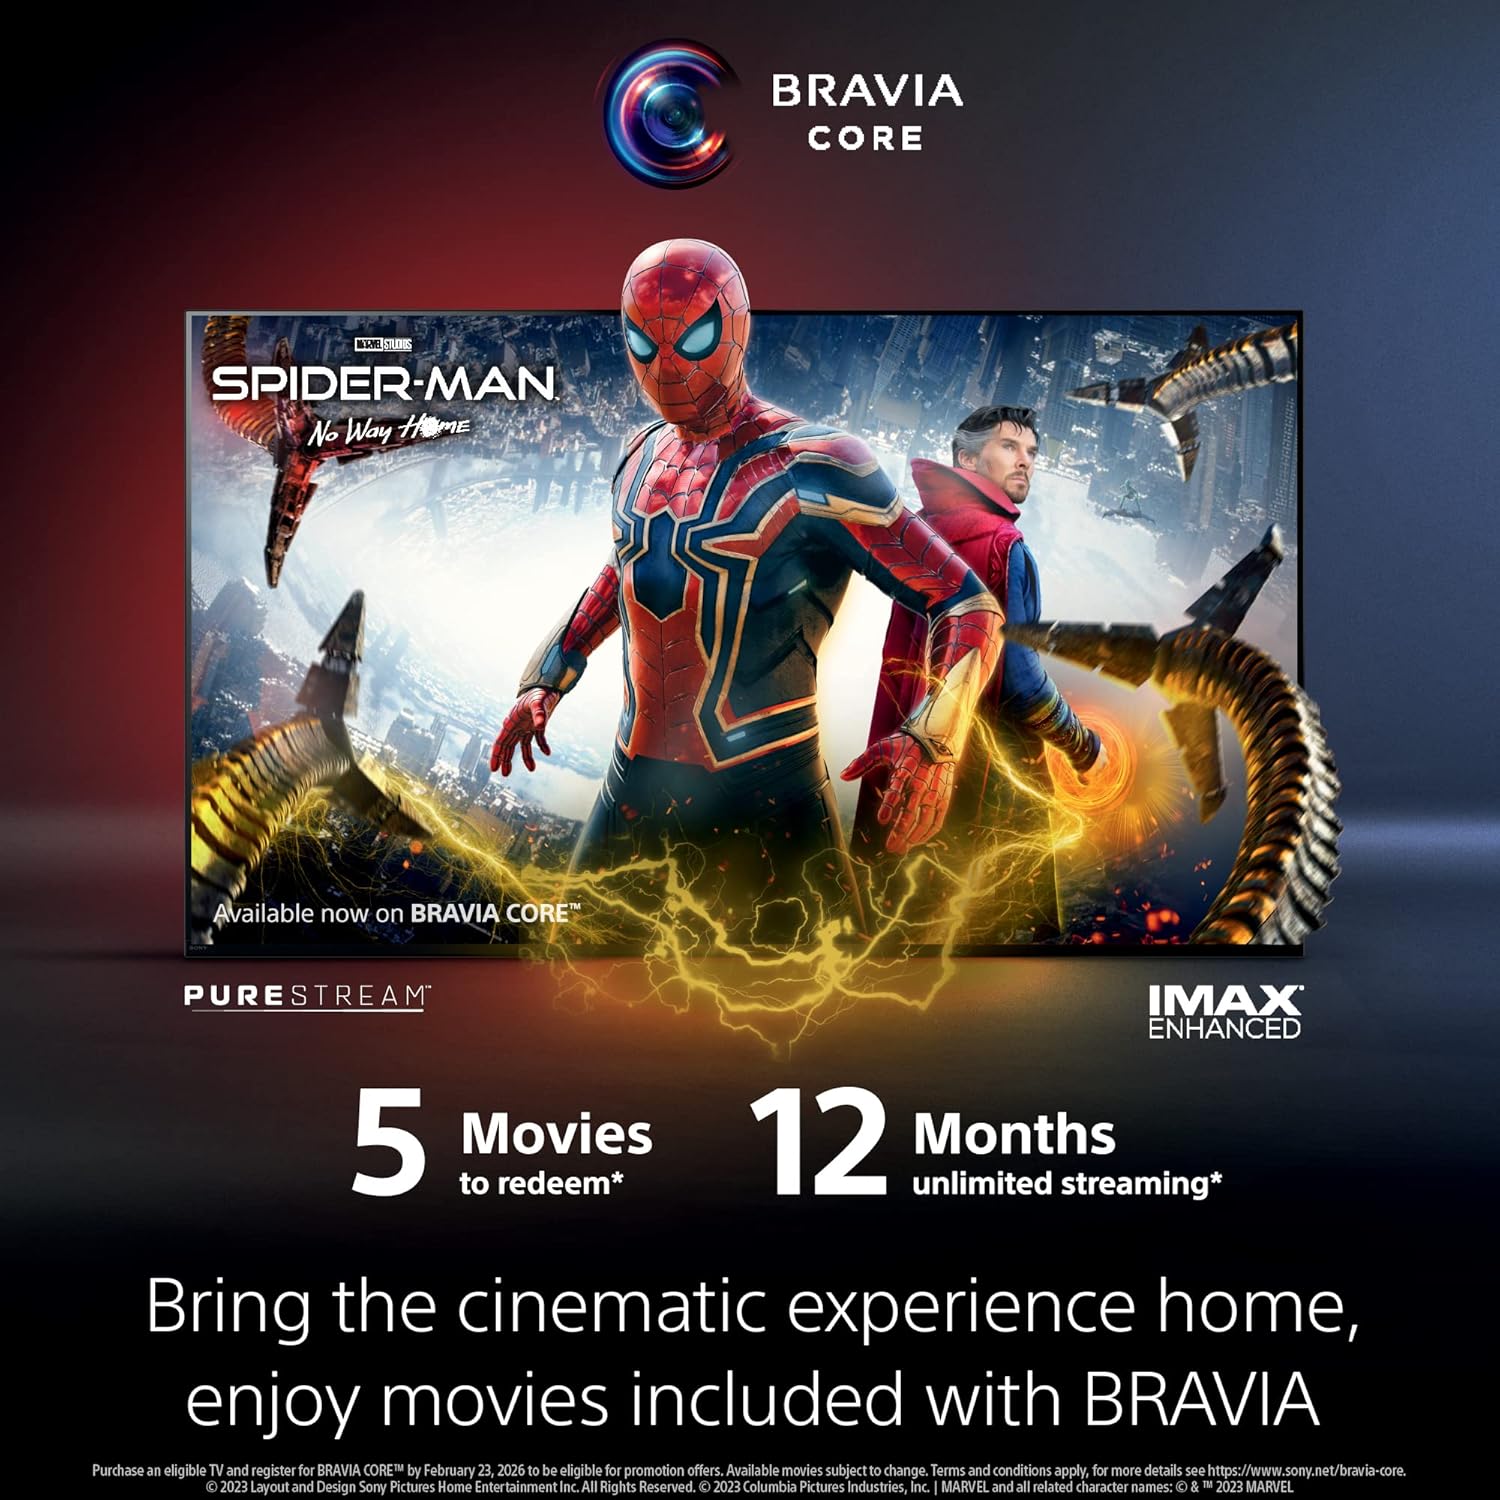 BRAVIA
CORE
MARVEL STUDIOS
SPIDER-MAN
No Way Home
Available now on BRAVIA CORE™
SONY
PURESTREAM™
IMAX®
ENHANCED
5 Movies
to redeem*
12 Months
unlimited streaming*
Bring the cinematic experience home,
enjoy movies included with BRAVIA
Purchase an eligible TV and register for BRAVIA CORE™ by February 23, 2026 to be eligible for promotion offers. Available movies subject to change. Terms and conditions apply, for more details see https://www.sony.net/bravia-core.
© 2023 Layout and Design Sony Pictures Home Entertainment Inc. All Rights Reserved. © 2023 Columbia Pictures Industries, Inc. | MARVEL and all related character names: © & ™ 2023 MARVEL